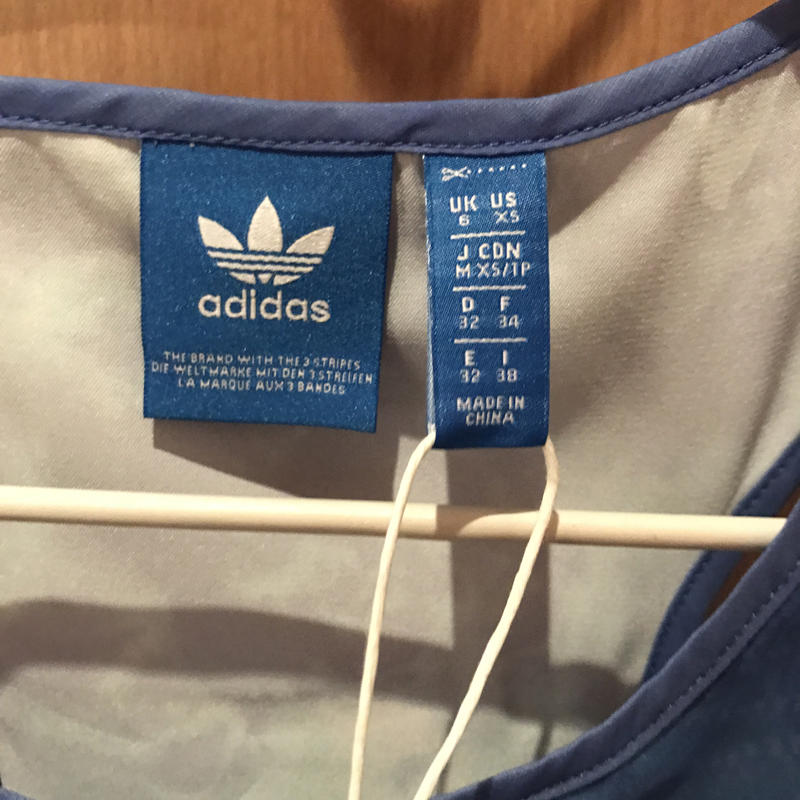 adidas
THE BRAND WITH THE 3 STRIPES
DIE WELTMARKE MIT DEN 3 STREIFEN
LA MARQUE AUX 3 BANDES
UK US
6 XS
J CDN
M XS/TP
D F
32 34
E I
32 38
MADE IN
CHINA